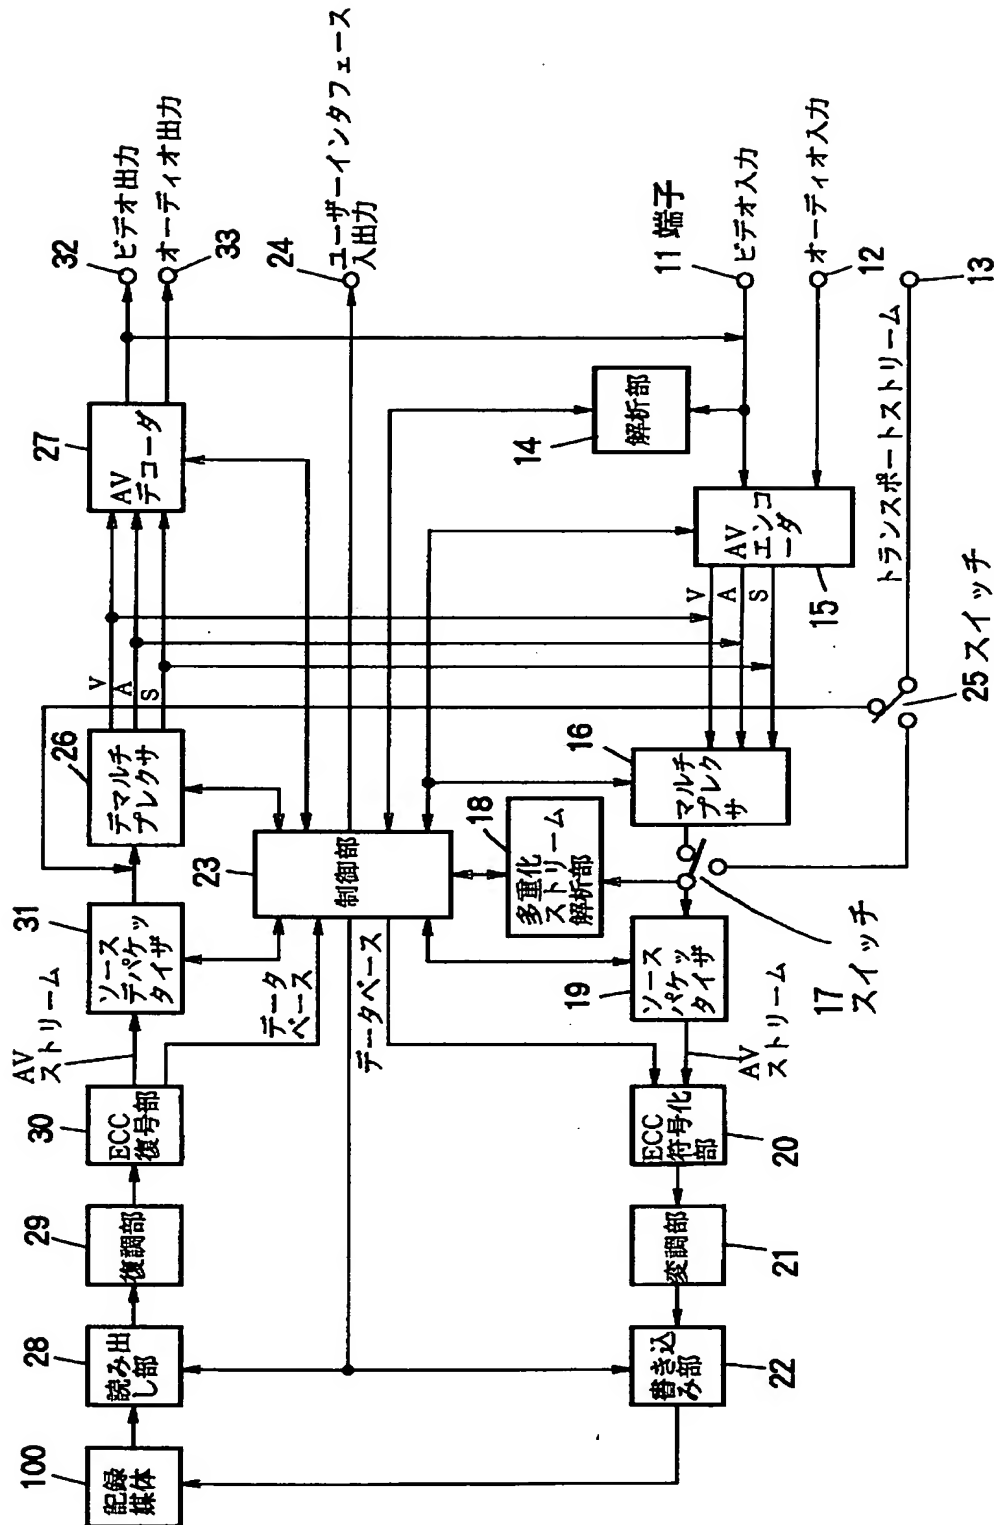 100
記録
媒体
28
読み出
し部
29
復調部
30
ECC
復号部
AV
ストリーム
31
ソース
デパケッ
タイザ
26
デマルチ
プレクサ
V
A
S
27
AV
デコーダ
32
ビデオ出力
オーディオ出力
33
データ
ベース
データベース
23
制御部
24
ユーザーインタフェース
入出力
18
多重化
ストリーム
解析部
14
解析部
11 端子
ビデオ入力
オーディオ入力
12
22
書き込
み部
21
変調部
20
ECC
符号化
部
AV
ストリーム
19
ソース
パケッ
タイザ
17
スイッチ
16
マルチ
プレク
サ
V
A
S
15
AV
エンコ
ーダ
トランスポートストリーム
13
25 スイッチ